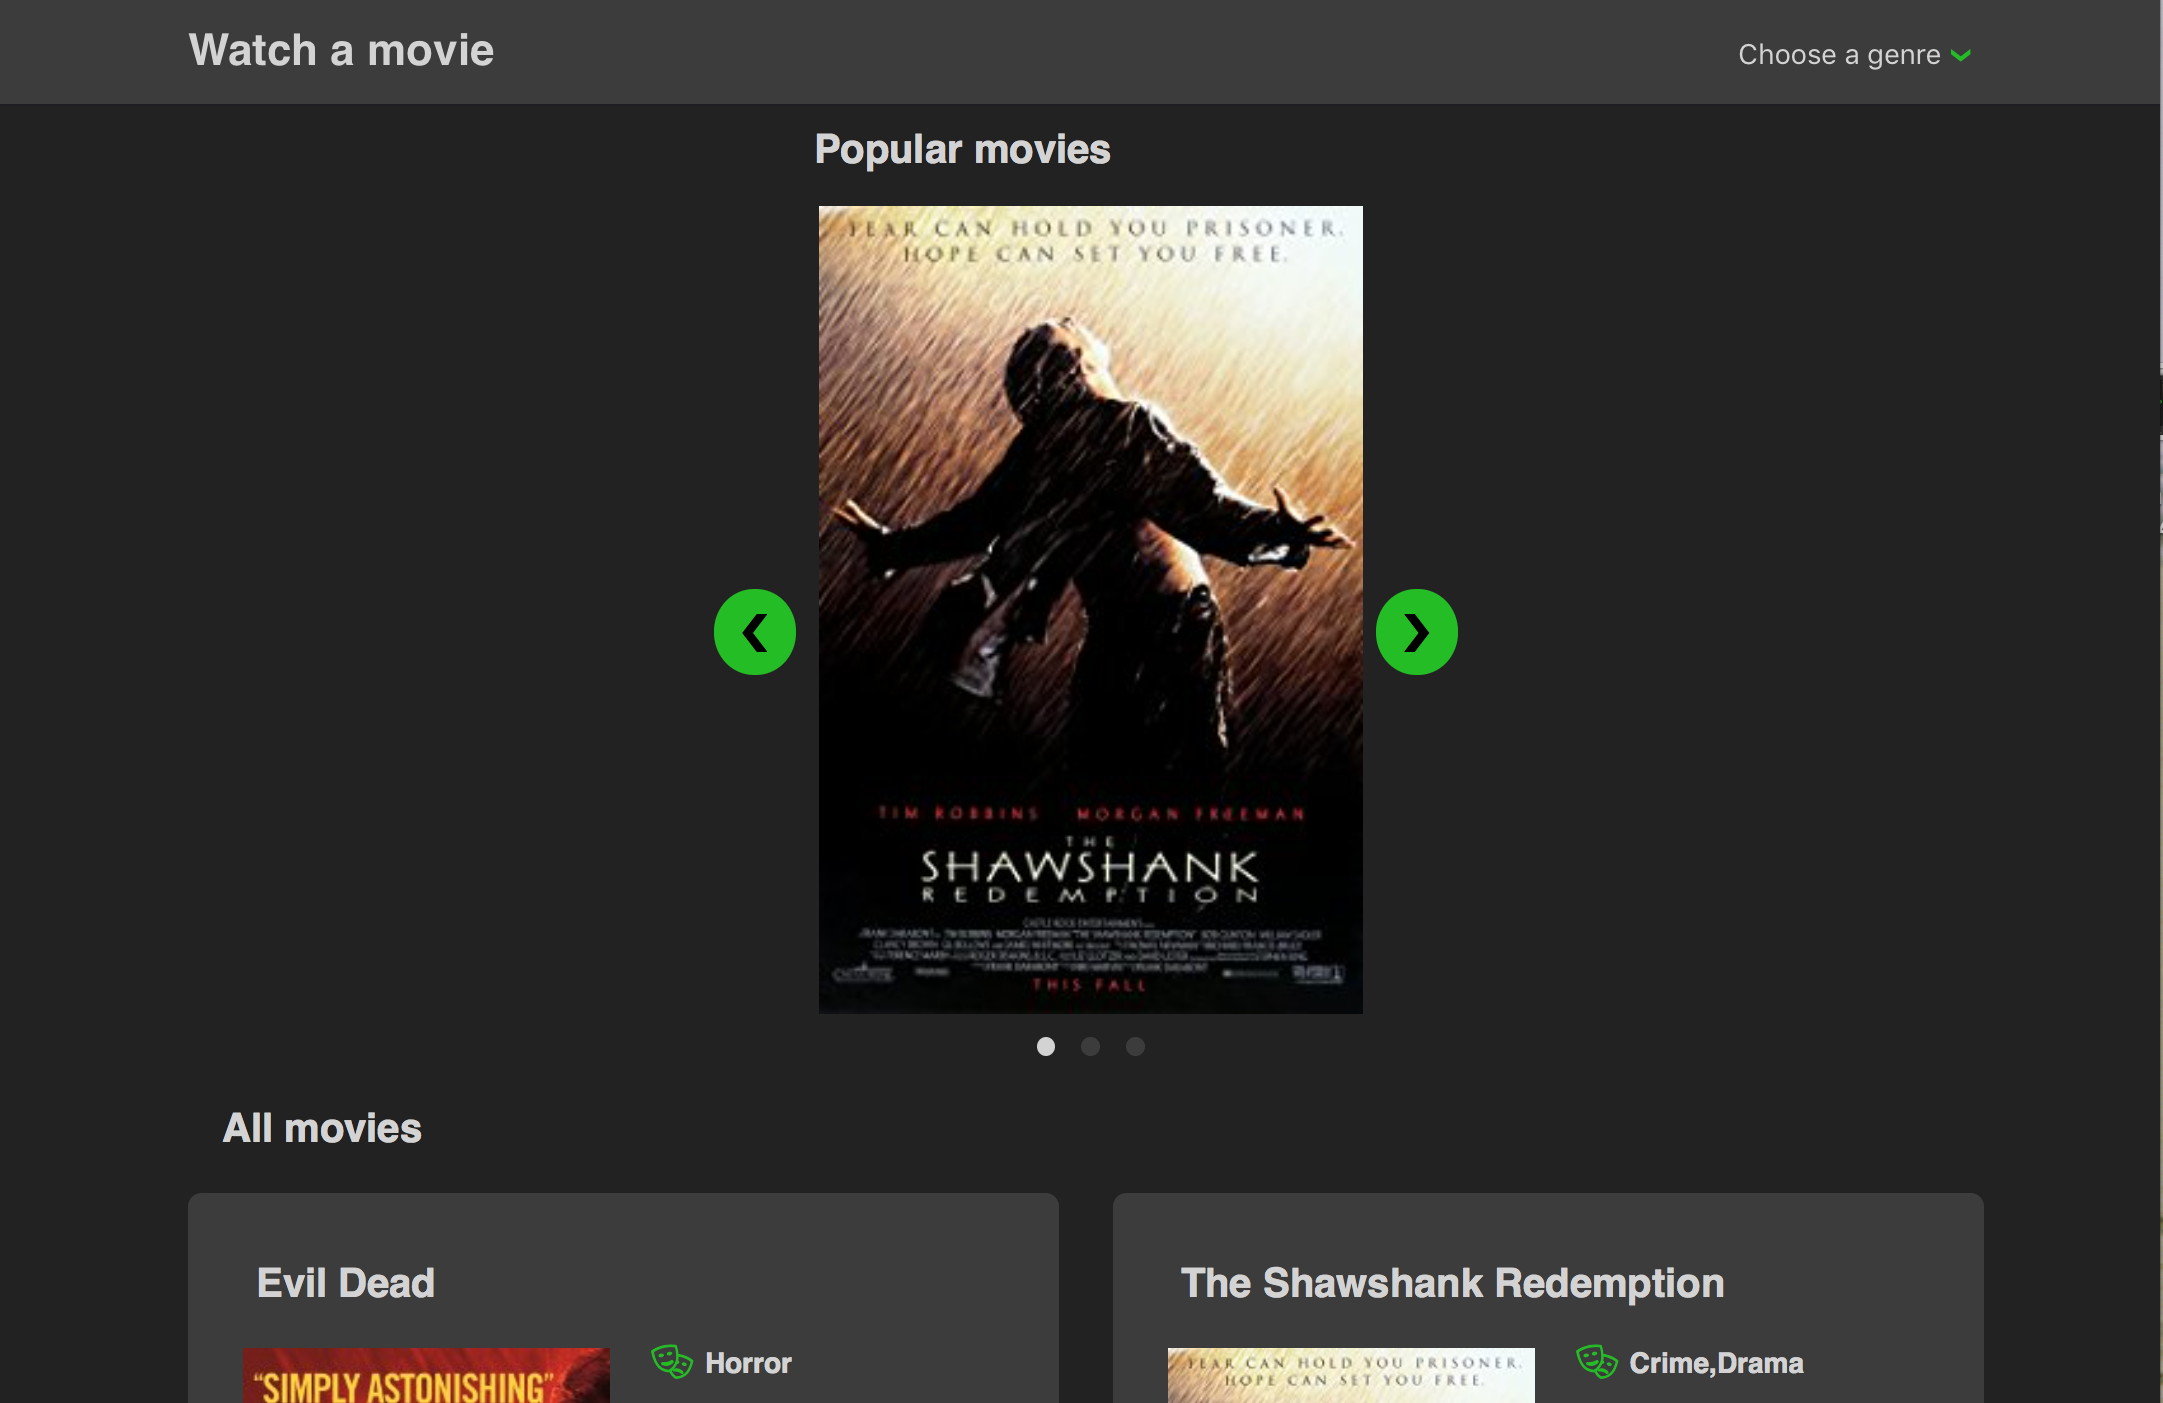 Watch a movie
Choose a genre
Popular movies
FEAR CAN HOLD YOU PRISONER.
HOPE CAN SET YOU FREE.
TIM ROBBINS MORGAN FREEMAN
THE
SHAWSHANK
REDEMPTION
THIS FALL
All movies
Evil Dead
The Shawshank Redemption
Horror
Crime,Drama
“SIMPLY ASTONISHING”
FEAR CAN HOLD YOU PRISONER.
HOPE CAN SET YOU FREE.